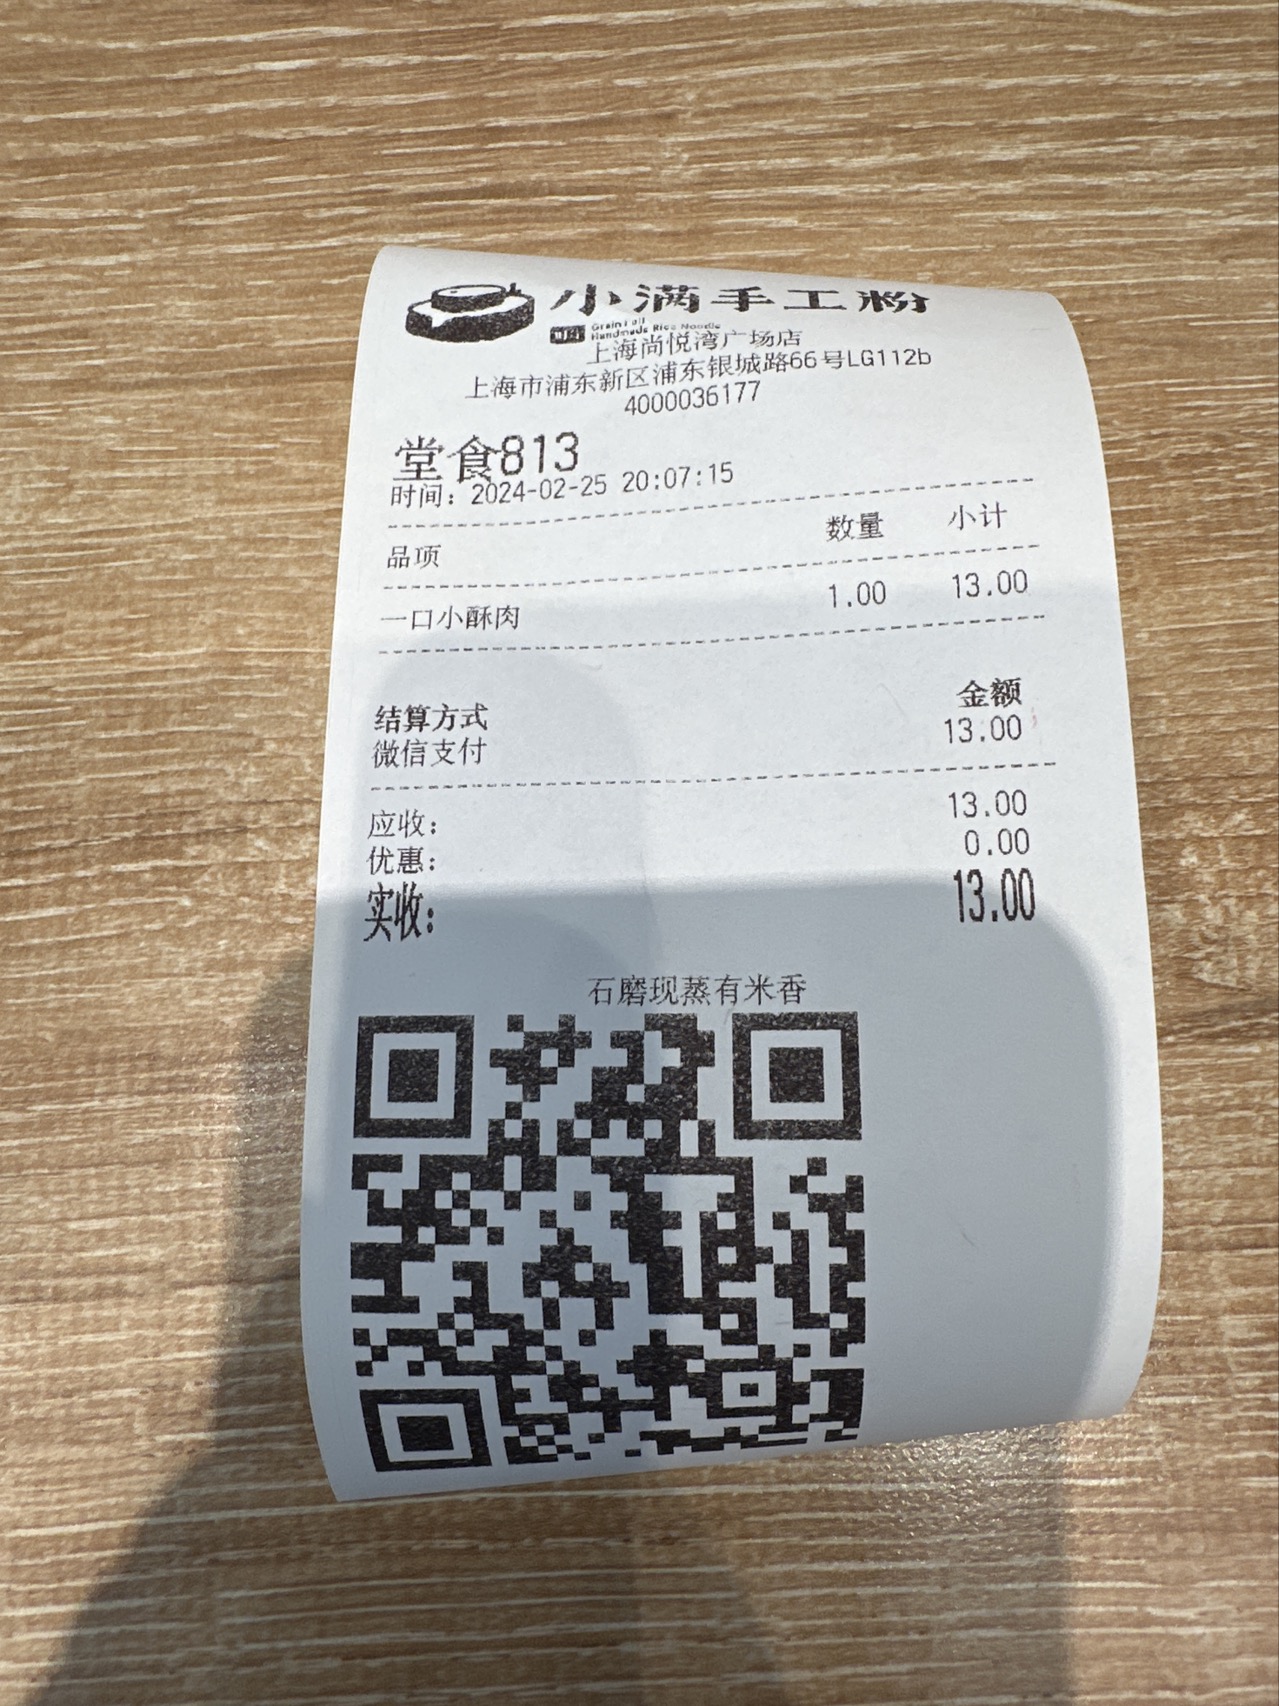 小满手工粉
Grain Full
Handmade Rice Noodle
上海尚悦湾广场店
上海市浦东新区浦东银城路66号LG112b
4000036177
堂食813
时间：2024-02-25 20:07:15
品项 数量 小计
一口小酥肉 1.00 13.00
结算方式 金额
微信支付 13.00
应收： 13.00
优惠： 0.00
实收： 13.00
石磨现蒸有米香